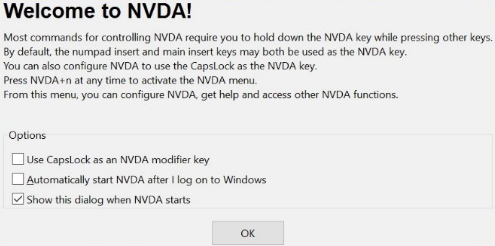 Welcome to NVDA!
Most commands for controlling NVDA require you to hold down the NVDA key while pressing other keys.
By default, the numpad insert and main insert keys may both be used as the NVDA key.
You can also configure NVDA to use the CapsLock as the NVDA key.
Press NVDA+n at any time to activate the NVDA menu.
From this menu, you can configure NVDA, get help and access other NVDA functions.
Options
Use CapsLock as an NVDA modifier key
Automatically start NVDA after I log on to Windows
Show this dialog when NVDA starts
OK